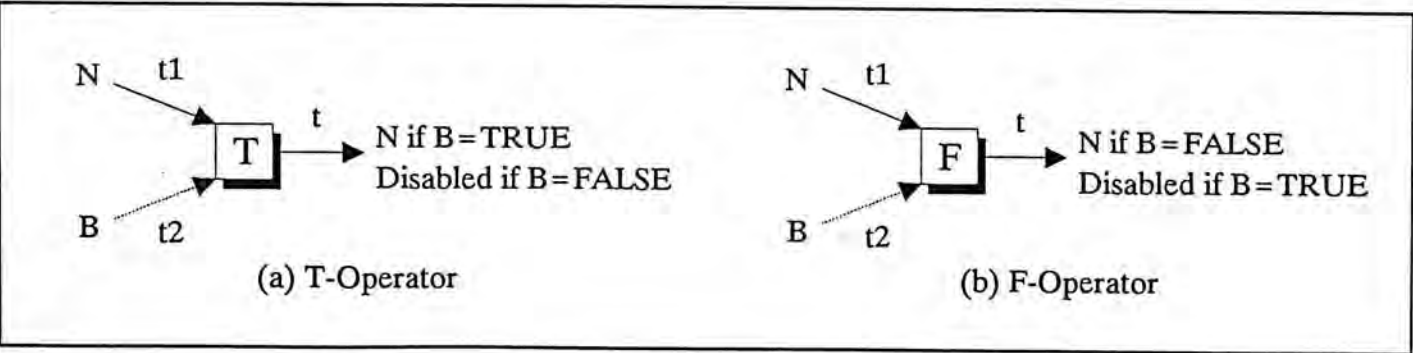 N t1
T
t
N if B=TRUE
Disabled if B=FALSE
B t2
(a) T-Operator
N t1
F
t
N if B=FALSE
Disabled if B=TRUE
B t2
(b) F-Operator